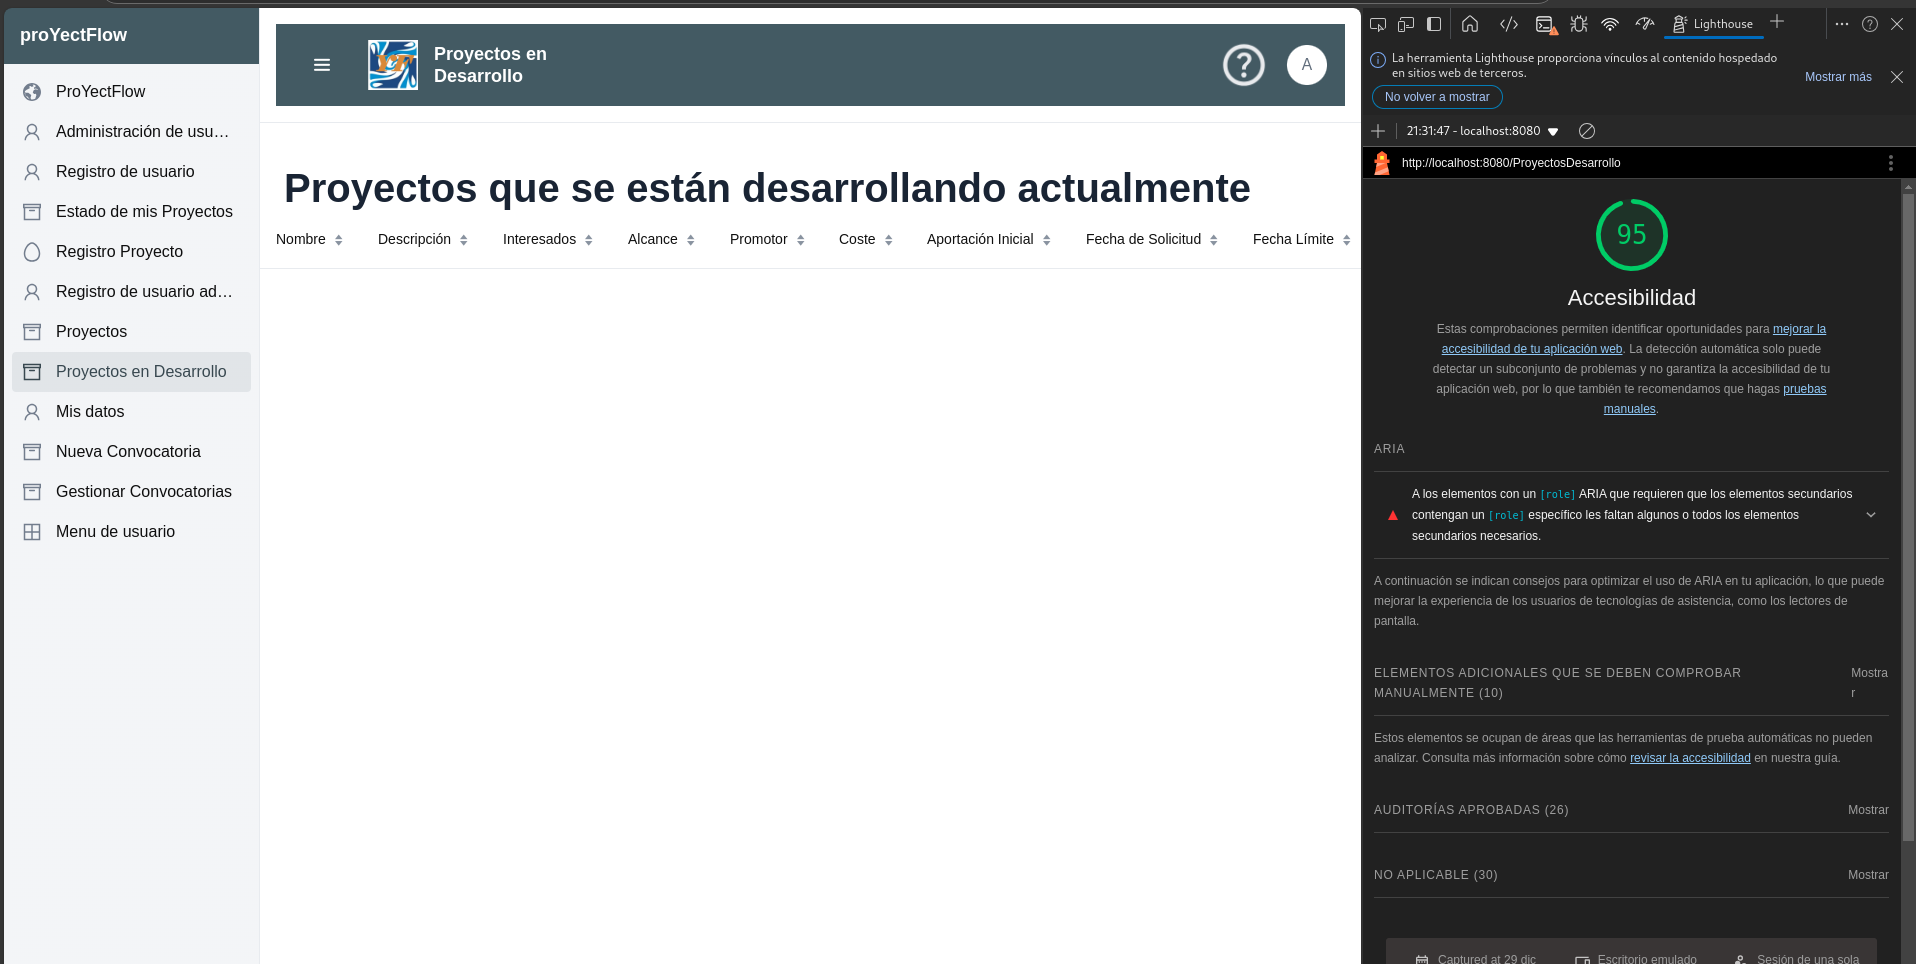 proYectFlow
ProYectFlow
Administración de usu…
Registro de usuario
Estado de mis Proyectos
Registro Proyecto
Registro de usuario ad…
Proyectos
Proyectos en Desarrollo
Mis datos
Nueva Convocatoria
Gestionar Convocatorias
Menu de usuario
YF
Proyectos en
Desarrollo
?
A
Proyectos que se están desarrollando actualmente
Nombre Descripción Interesados Alcance Promotor Coste Aportación Inicial Fecha de Solicitud Fecha Límite
Lighthouse
La herramienta Lighthouse proporciona vínculos al contenido hospedado
en sitios web de terceros.
Mostrar más
No volver a mostrar
21:31:47 - localhost:8080
http://localhost:8080/ProyectosDesarrollo
95
Accesibilidad
Estas comprobaciones permiten identificar oportunidades para mejorar la
accesibilidad de tu aplicación web. La detección automática solo puede
detectar un subconjunto de problemas y no garantiza la accesibilidad de tu
aplicación web, por lo que también te recomendamos que hagas pruebas
manuales.
ARIA
A los elementos con un [role] ARIA que requieren que los elementos secundarios
contengan un [role] específico les faltan algunos o todos los elementos
secundarios necesarios.
A continuación se indican consejos para optimizar el uso de ARIA en tu aplicación, lo que puede
mejorar la experiencia de los usuarios de tecnologías de asistencia, como los lectores de
pantalla.
ELEMENTOS ADICIONALES QUE SE DEBEN COMPROBAR
MANUALMENTE (10)
Mostra
r
Estos elementos se ocupan de áreas que las herramientas de prueba automáticas no pueden
analizar. Consulta más información sobre cómo revisar la accesibilidad en nuestra guía.
AUDITORÍAS APROBADAS (26) Mostrar
NO APLICABLE (30) Mostrar
Captured at 29 dic Escritorio emulado Sesión de una sola